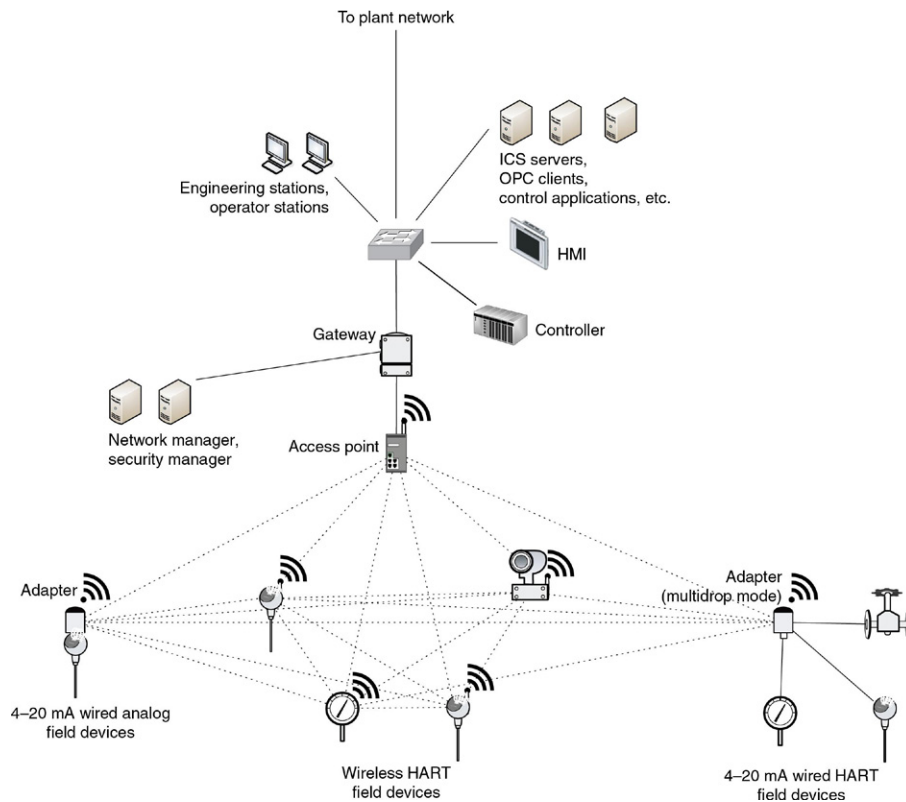 To plant network
ICS servers,
OPC clients,
control applications, etc.
Engineering stations,
operator stations
HMI
Gateway
Controller
Network manager,
security manager
Access point
Adapter
Adapter
(multidrop mode)
4–20 mA wired analog
field devices
Wireless HART
field devices
4–20 mA wired HART
field devices